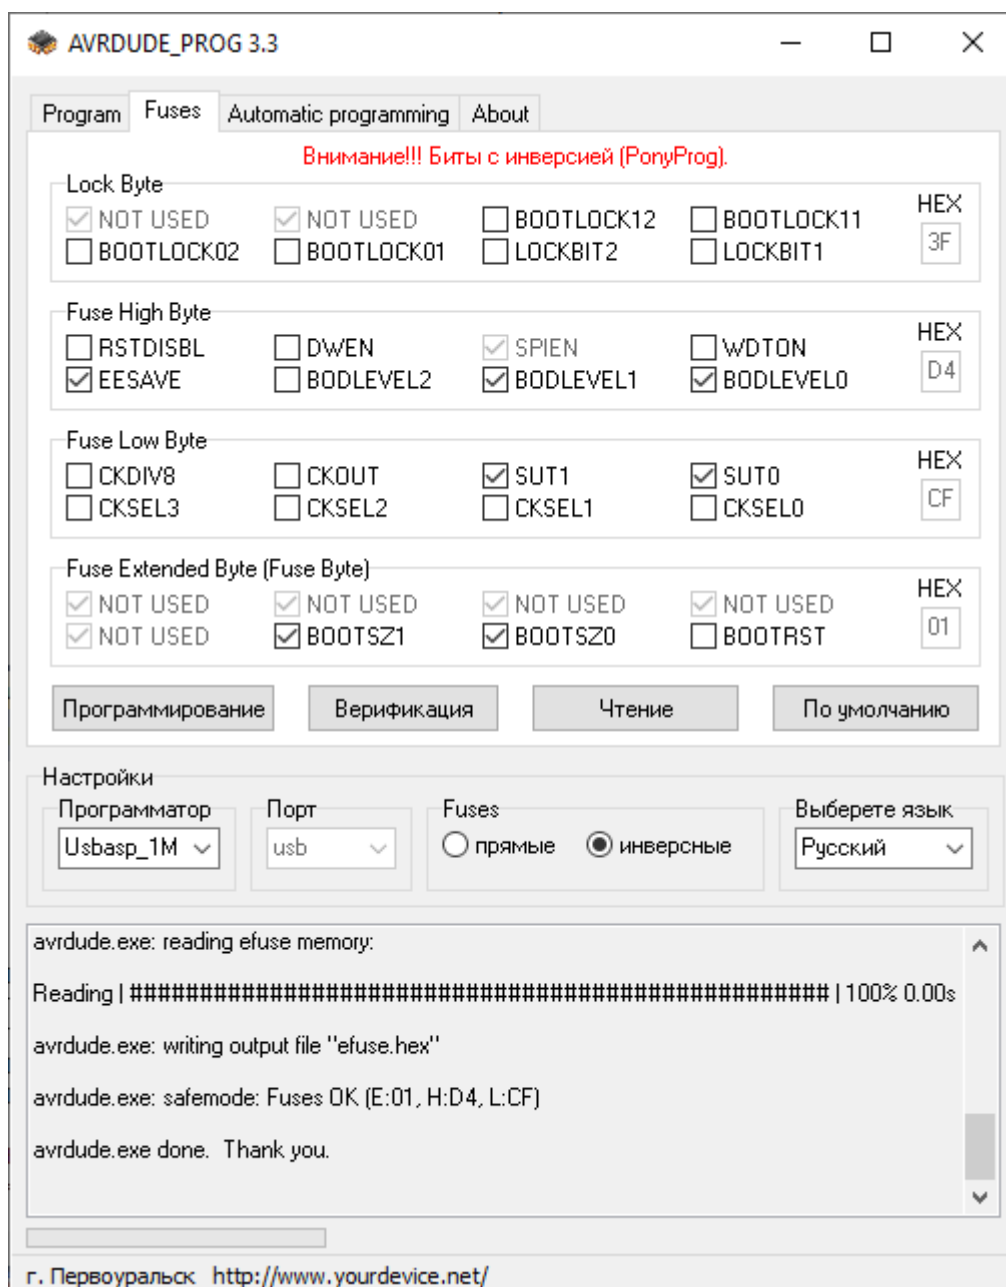 AVRDUDE_PROG 3.3
Program Fuses Automatic programming About
Внимание!!! Биты с инверсией (PonyProg).
Lock Byte
NOT USED NOT USED BOOTLOCK12 BOOTLOCK11 HEX
BOOTLOCK02 BOOTLOCK01 LOCKBIT2 LOCKBIT1 3F
Fuse High Byte
RSTDISBL DWEN SPIEN WDTON HEX
EESAVE BODLEVEL2 BODLEVEL1 BODLEVEL0 D4
Fuse Low Byte
CKDIV8 CKOUT SUT1 SUT0 HEX
CKSEL3 CKSEL2 CKSEL1 CKSEL0 CF
Fuse Extended Byte (Fuse Byte)
NOT USED NOT USED NOT USED NOT USED HEX
NOT USED BOOTSZ1 BOOTSZ0 BOOTRST 01
Программирование Верификация Чтение По умолчанию
Настройки
Программатор Порт Fuses Выберете язык
Usbasp_1M usb прямые инверсные Русский
avrdude.exe: reading efuse memory:
Reading | ################################################## | 100% 0.00s
avrdude.exe: writing output file "efuse.hex"
avrdude.exe: safemode: Fuses OK (E:01, H:D4, L:CF)
avrdude.exe done. Thank you.
г. Первоуральск http://www.yourdevice.net/